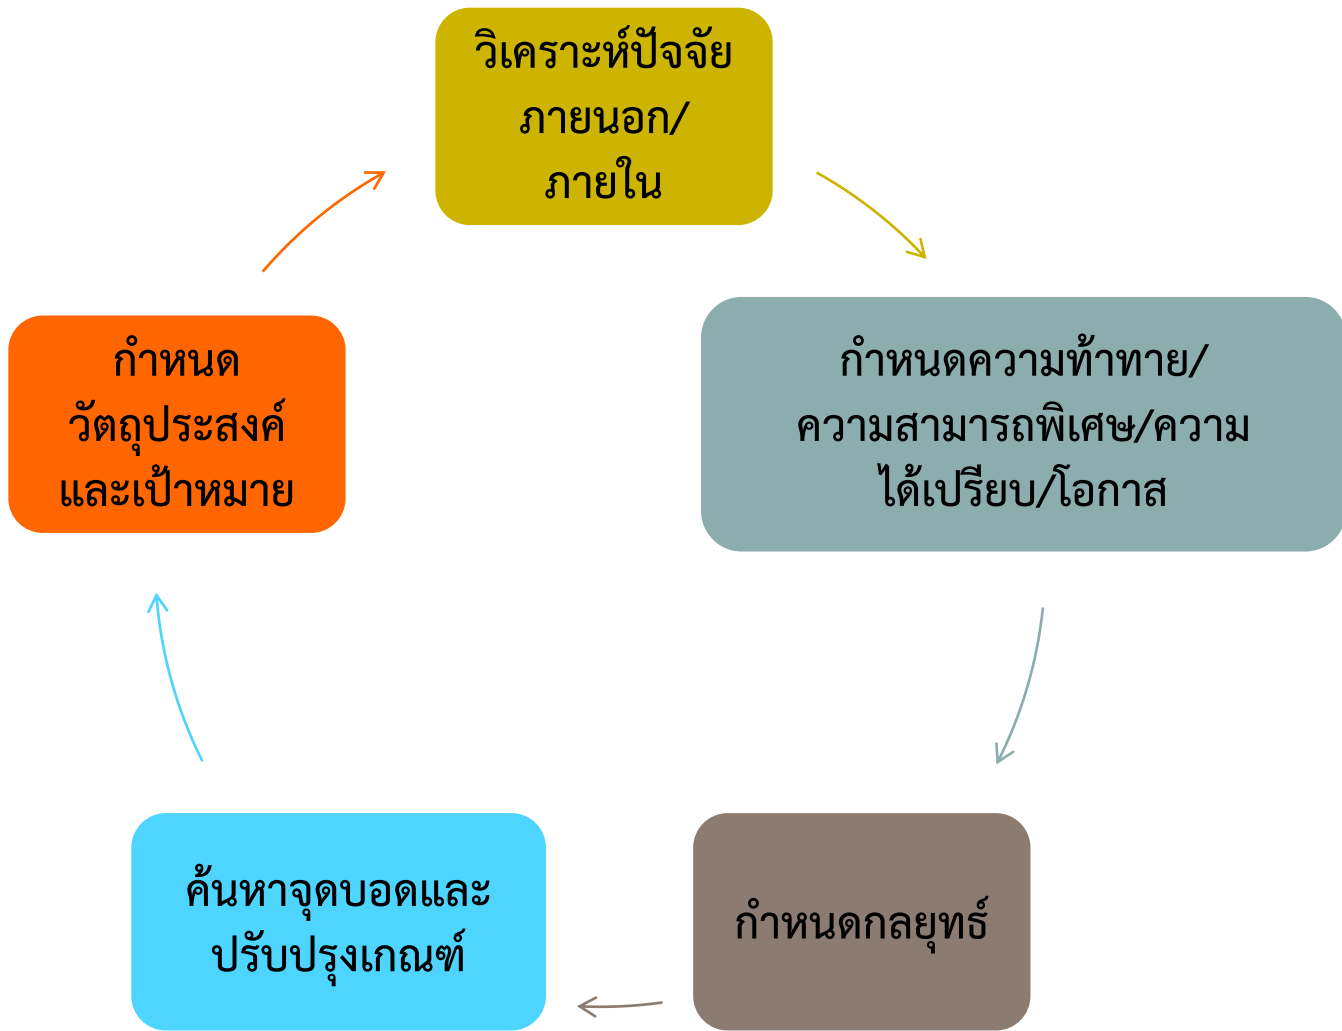 วิเคราะห์ปัจจัย
ภายนอก/
ภายใน
กำหนดความท้าทาย/
ความสามารถพิเศษ/ความ
ได้เปรียบ/โอกาส
กำหนดกลยุทธ์
ค้นหาจุดบอดและ
ปรับปรุงเกณฑ์
กำหนด
วัตถุประสงค์
และเป้าหมาย